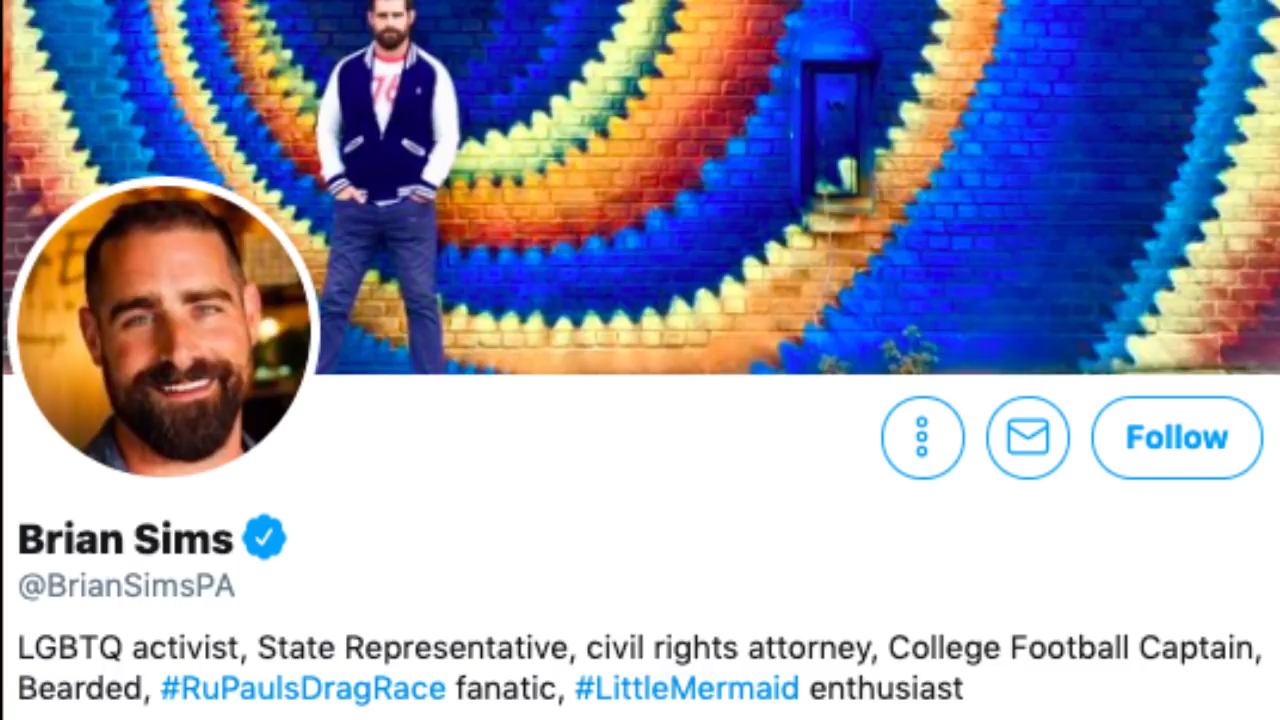 Follow
Brian Sims
@BrianSimsPA
LGBTQ activist, State Representative, civil rights attorney, College Football Captain,
Bearded, #RuPaulsDragRace fanatic, #LittleMermaid enthusiast